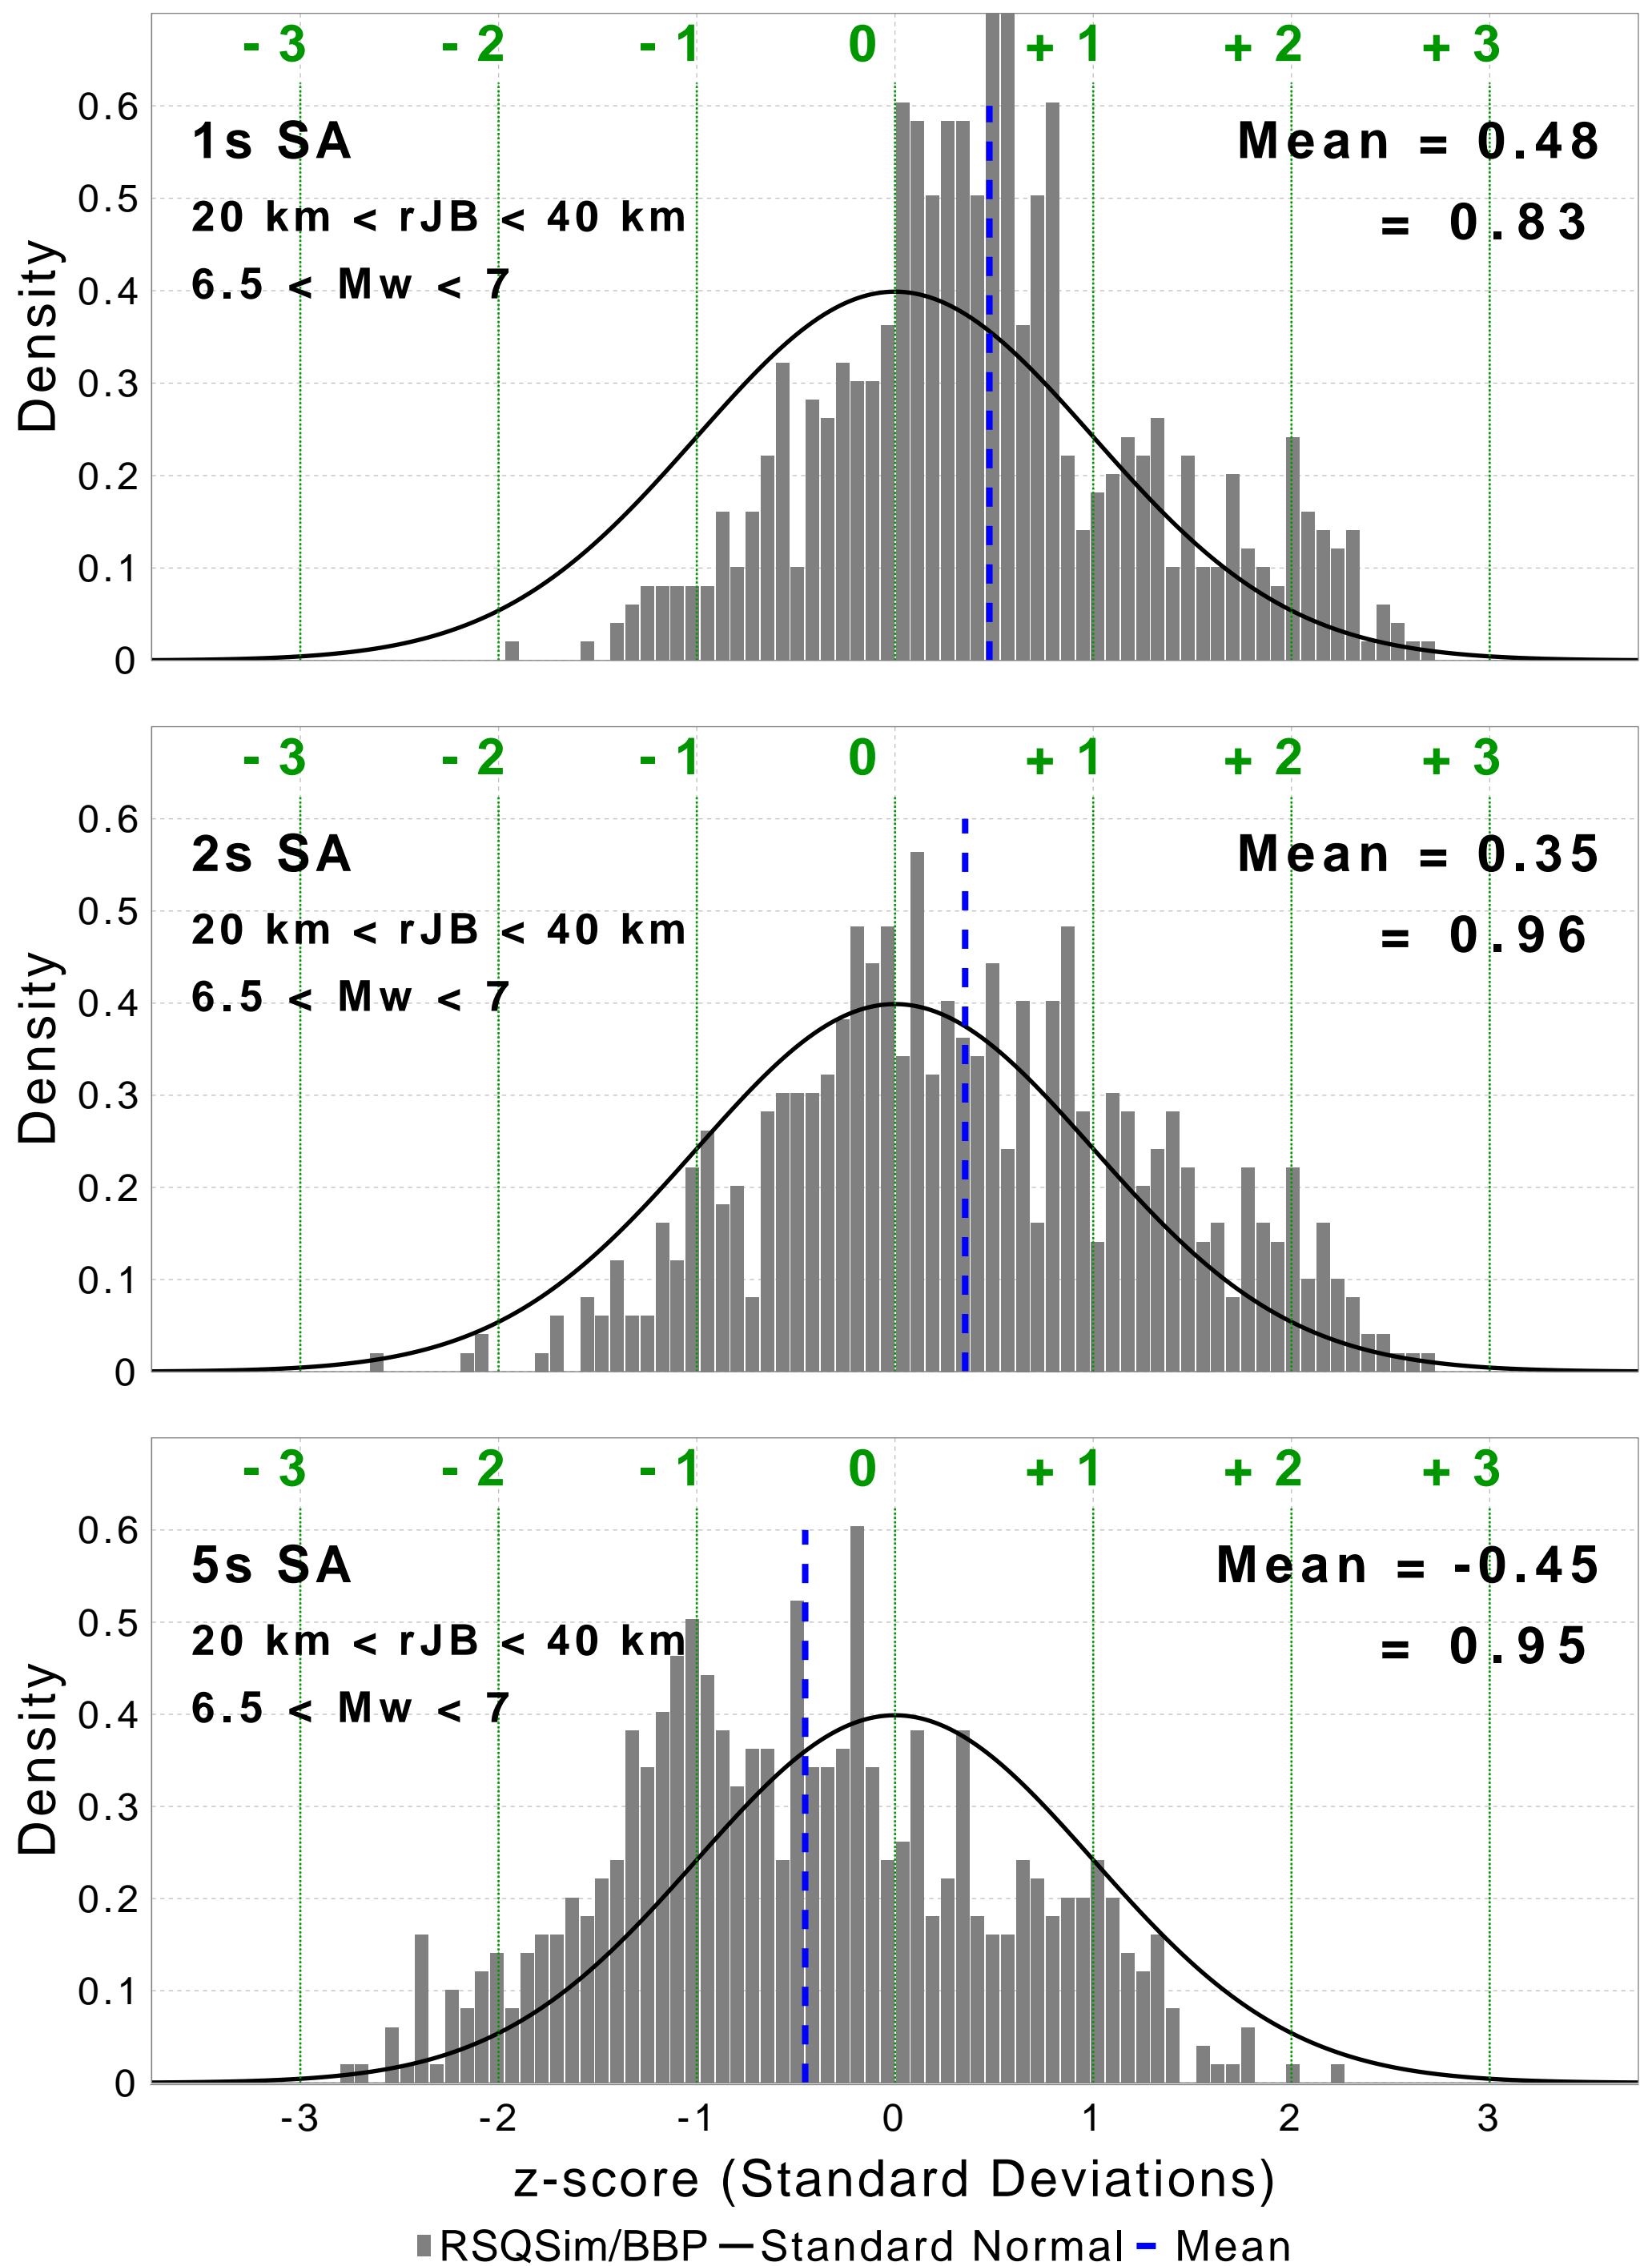 - 3 - 2 - 1 0 + 1 + 2 + 3
0.6
1s SA Mean = 0.48
0.5
20 km < rJB < 40 km = 0.83
6.5 < Mw < 7
0.4
Density
0.3
0.2
0.1
0
- 3 - 2 - 1 0 + 1 + 2 + 3
0.6
2s SA Mean = 0.35
0.5
20 km < rJB < 40 km = 0.96
6.5 < Mw < 7
0.4
Density
0.3
0.2
0.1
0
- 3 - 2 - 1 0 + 1 + 2 + 3
0.6
5s SA Mean = -0.45
0.5
20 km < rJB < 40 km = 0.95
6.5 < Mw < 7
0.4
Density
0.3
0.2
0.1
0
-3 -2 -1 0 1 2 3
z-score (Standard Deviations)
RSQSim/BBP Standard Normal Mean